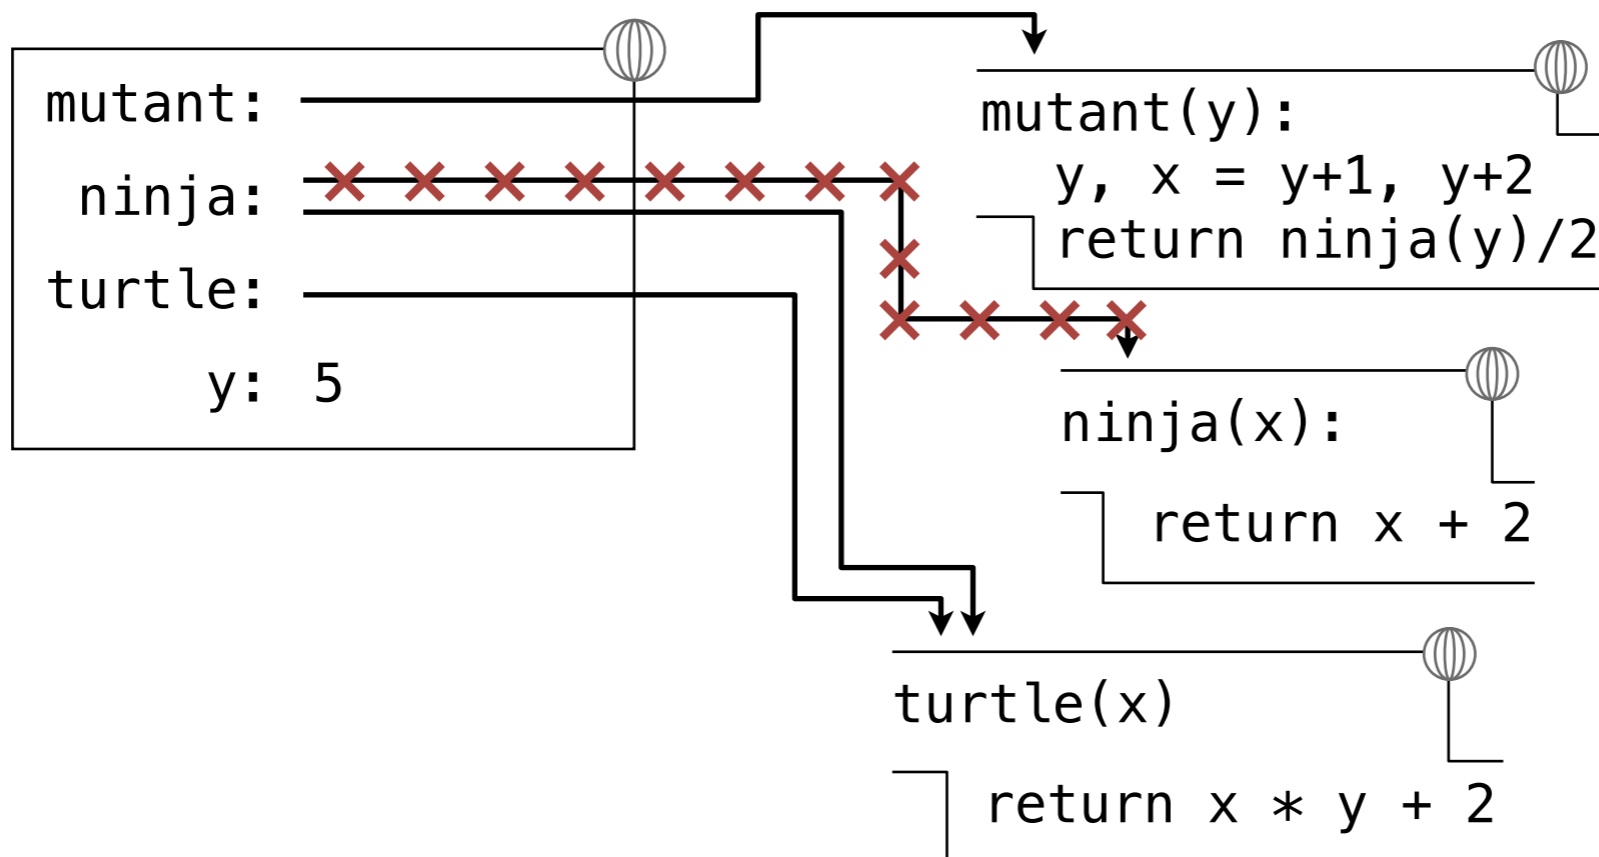 mutant:
ninja:
turtle:
y: 5
mutant(y):
y, x = y+1, y+2
return ninja(y)/2
ninja(x):
return x + 2
turtle(x)
return x * y + 2